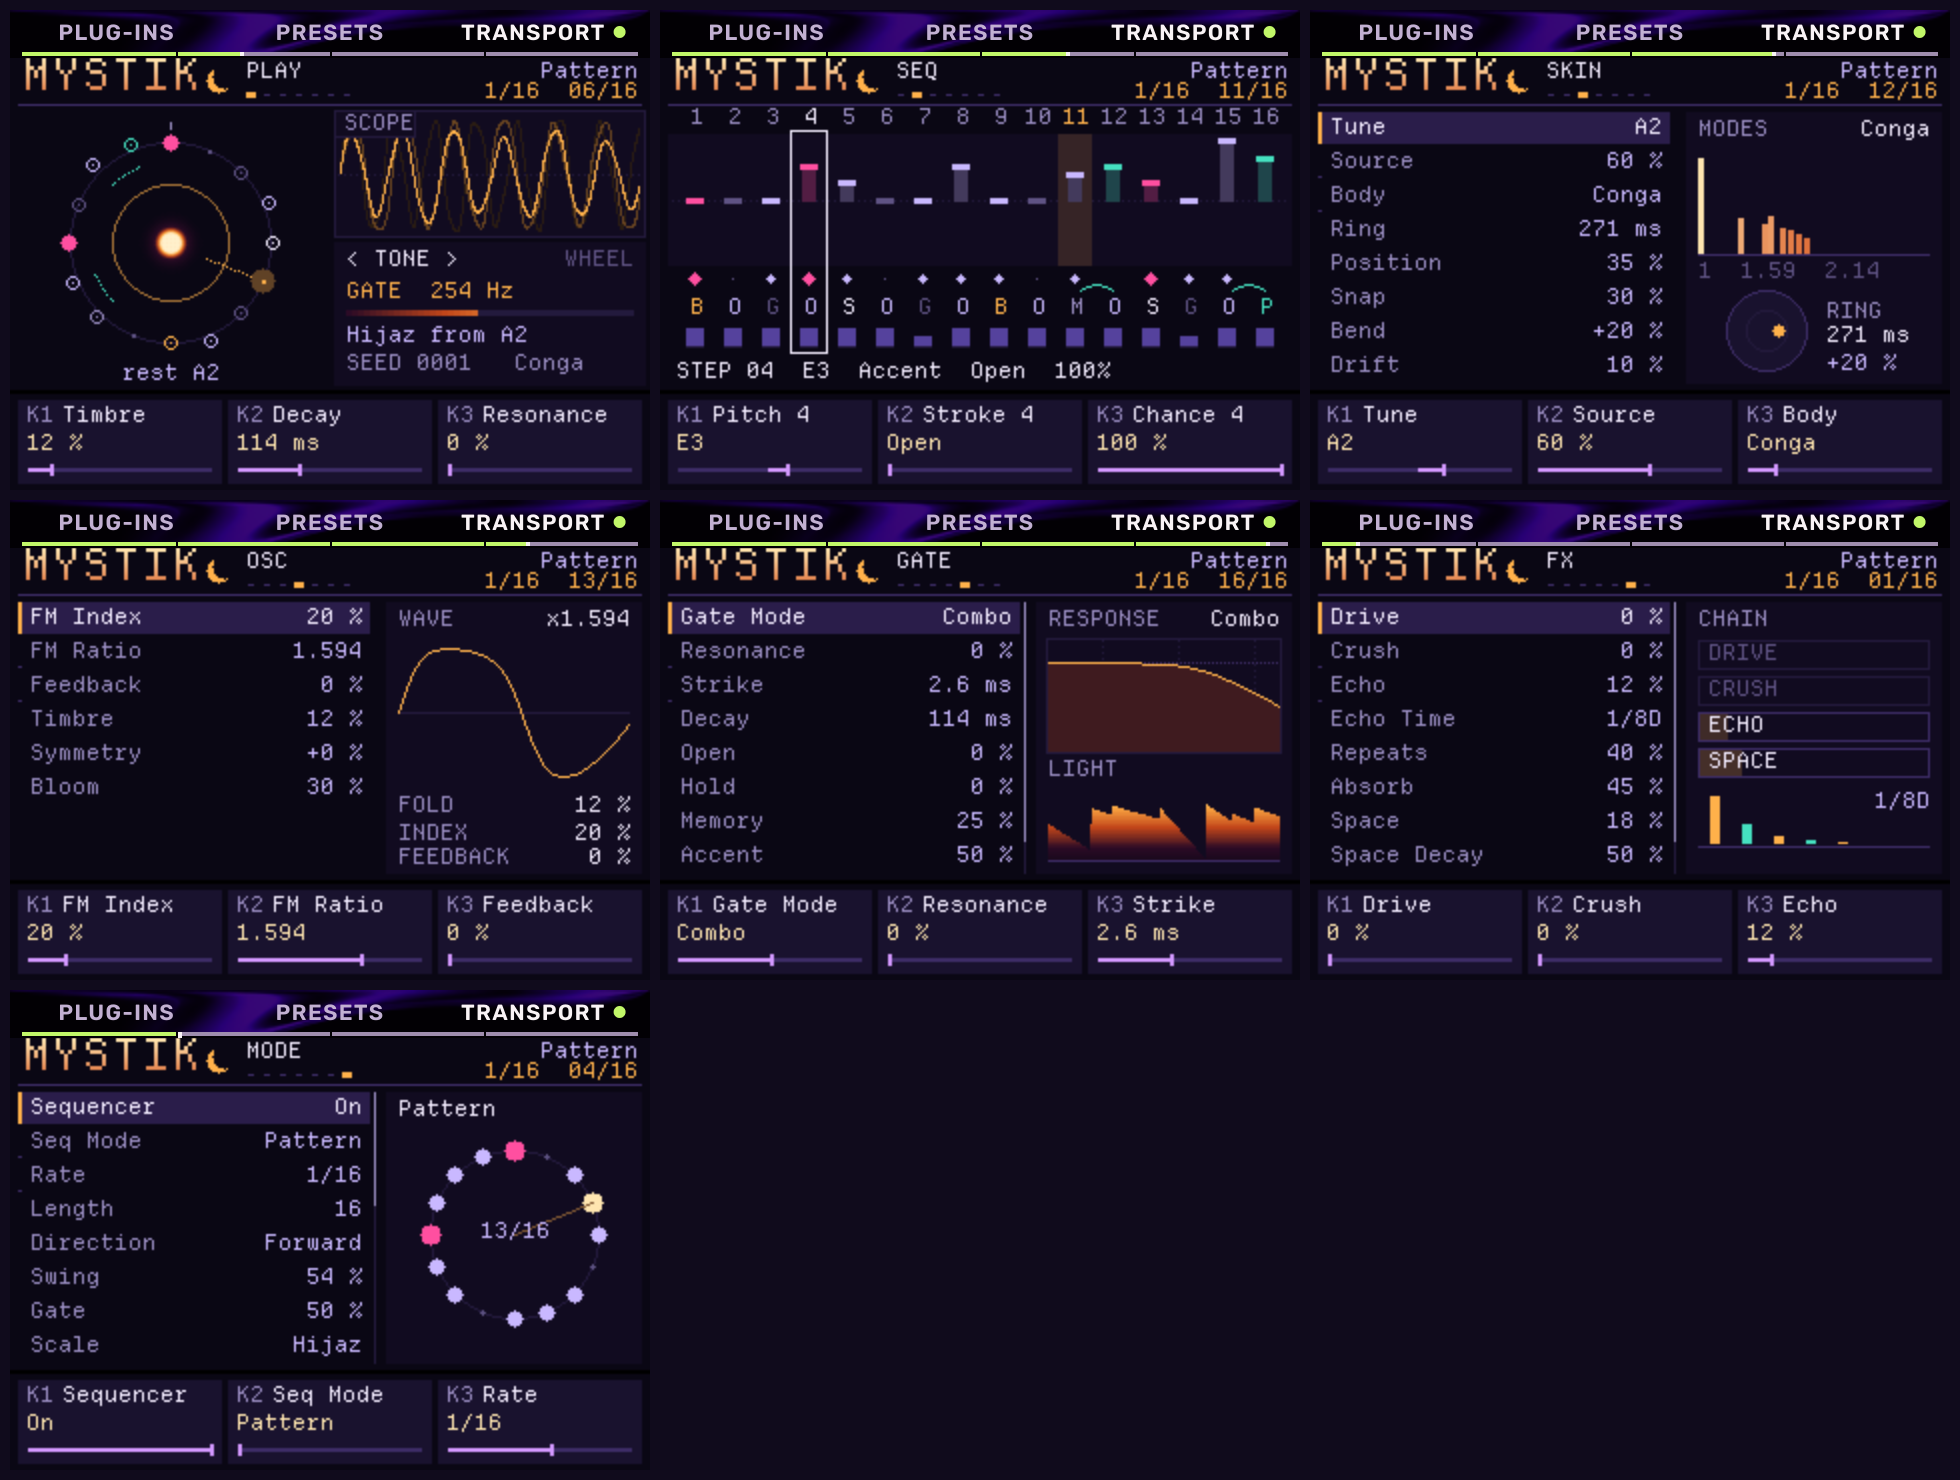 PLUG-INS PRESETS TRANSPORT
MYSTIK PLAY Pattern
1/16 06/16
SCOPE
< TONE > WHEEL
GATE 254 Hz
Hijaz from A2
SEED 0001 Conga
rest A2
K1 Timbre K2 Decay K3 Resonance
12 % 114 ms 0 %
PLUG-INS PRESETS TRANSPORT
MYSTIK SEQ Pattern
1/16 11/16
1 2 3 4 5 6 7 8 9 10 11 12 13 14 15 16
B O G O S O G O B O M O S G O P
STEP 04 E3 Accent Open 100%
K1 Pitch 4 K2 Stroke 4 K3 Chance 4
E3 Open 100 %
PLUG-INS PRESETS TRANSPORT
MYSTIK SKIN Pattern
1/16 12/16
Tune A2
Source 60 %
Body Conga
Ring 271 ms
Position 35 %
Snap 30 %
Bend +20 %
Drift 10 %
MODES Conga
1 1.59 2.14
RING
271 ms
+20 %
K1 Tune K2 Source K3 Body
A2 60 % Conga
PLUG-INS PRESETS TRANSPORT
MYSTIK OSC Pattern
1/16 13/16
FM Index 20 %
FM Ratio 1.594
Feedback 0 %
Timbre 12 %
Symmetry +0 %
Bloom 30 %
WAVE x1.594
FOLD 12 %
INDEX 20 %
FEEDBACK 0 %
K1 FM Index K2 FM Ratio K3 Feedback
20 % 1.594 0 %
PLUG-INS PRESETS TRANSPORT
MYSTIK GATE Pattern
1/16 16/16
Gate Mode Combo
Resonance 0 %
Strike 2.6 ms
Decay 114 ms
Open 0 %
Hold 0 %
Memory 25 %
Accent 50 %
RESPONSE Combo
LIGHT
K1 Gate Mode K2 Resonance K3 Strike
Combo 0 % 2.6 ms
PLUG-INS PRESETS TRANSPORT
MYSTIK FX Pattern
1/16 01/16
Drive 0 %
Crush 0 %
Echo 12 %
Echo Time 1/8D
Repeats 40 %
Absorb 45 %
Space 18 %
Space Decay 50 %
CHAIN
DRIVE
CRUSH
ECHO
SPACE
1/8D
K1 Drive K2 Crush K3 Echo
0 % 0 % 12 %
PLUG-INS PRESETS TRANSPORT
MYSTIK MODE Pattern
1/16 04/16
Sequencer On
Seq Mode Pattern
Rate 1/16
Length 16
Direction Forward
Swing 54 %
Gate 50 %
Scale Hijaz
Pattern
13/16
K1 Sequencer K2 Seq Mode K3 Rate
On Pattern 1/16